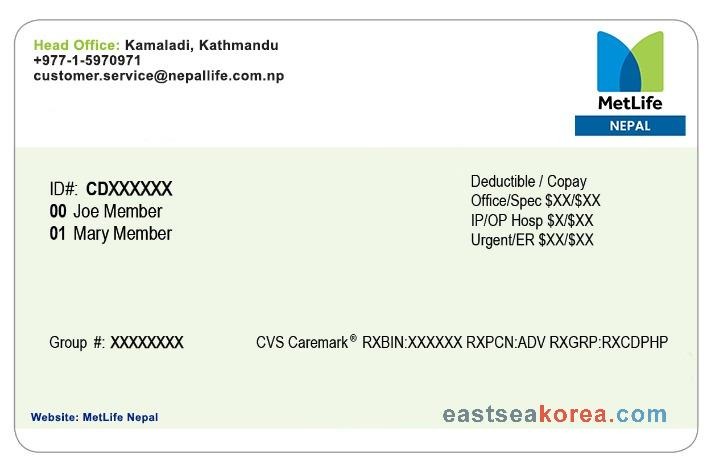 Head Office: Kamaladi, Kathmandu
+977-1-5970971
customer.service@nepallife.com.np
MetLife
NEPAL
ID#: CDXXXXXX
00 Joe Member
01 Mary Member
Deductible / Copay
Office/Spec $XX/$XX
IP/OP Hosp $X/$XX
Urgent/ER $XX/$XX
Group #: XXXXXXXX
CVS Caremark® RXBIN:XXXXXX RXPCN:ADV RXGRP:RXCDPHP
Website: MetLife Nepal
eastseakorea.com